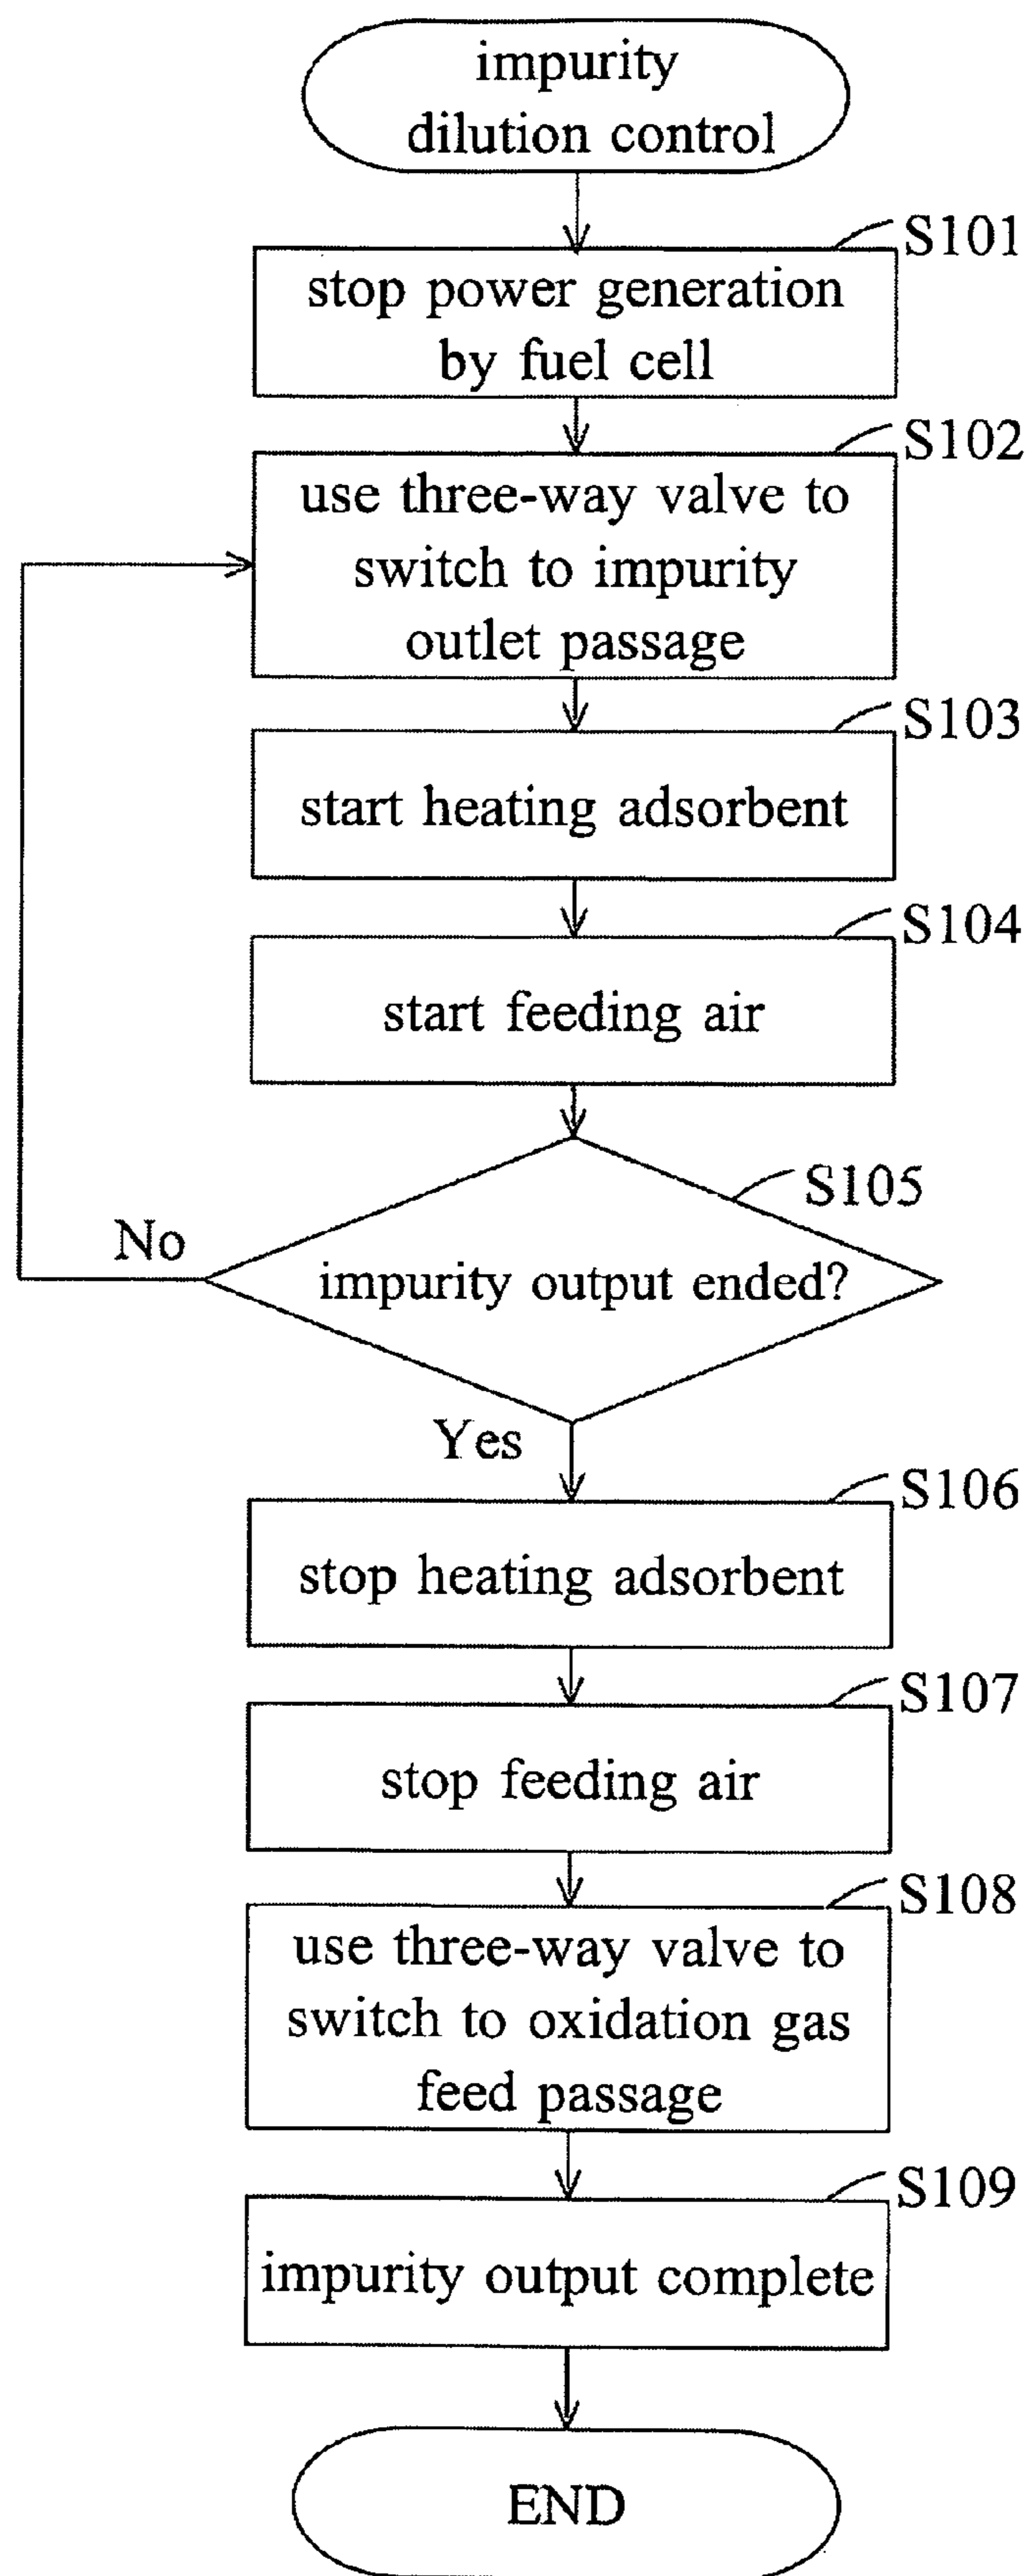 impurity
dilution control
S101
stop power generation
by fuel cell
S102
use three-way valve to
switch to impurity
outlet passage
S103
start heating adsorbent
S104
start feeding air
S105
No
impurity output ended?
Yes
S106
stop heating adsorbent
S107
stop feeding air
S108
use three-way valve to
switch to oxidation gas
feed passage
S109
impurity output complete
END